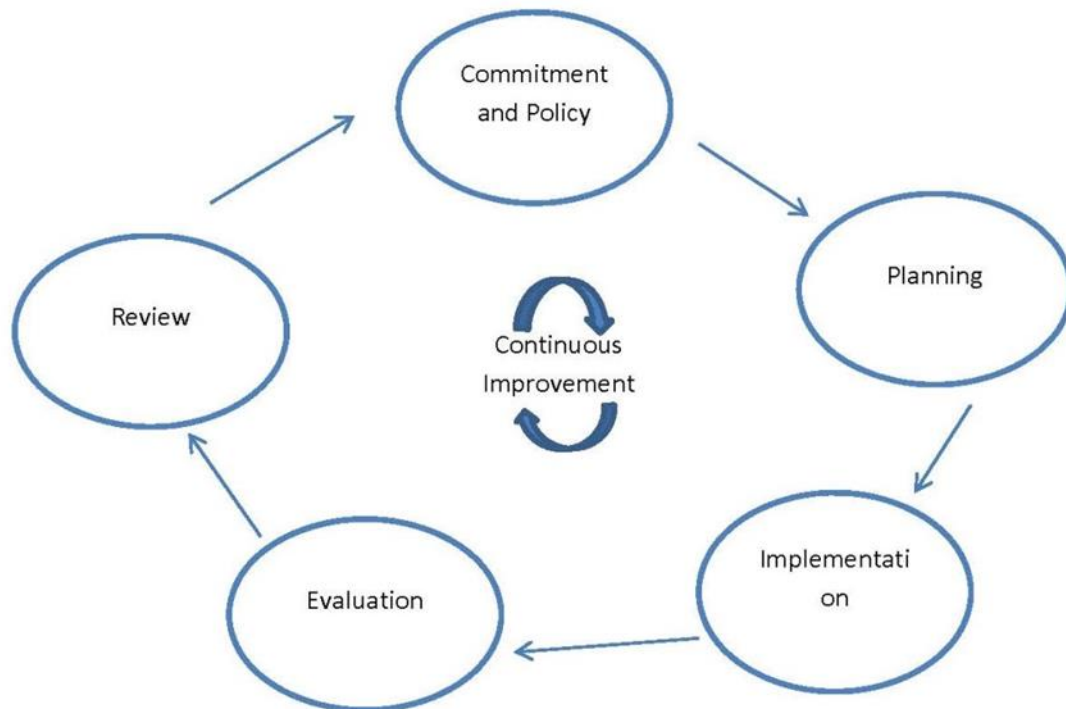 Commitment
and Policy
Planning
Implementati
on
Evaluation
Review
Continuous
Improvement